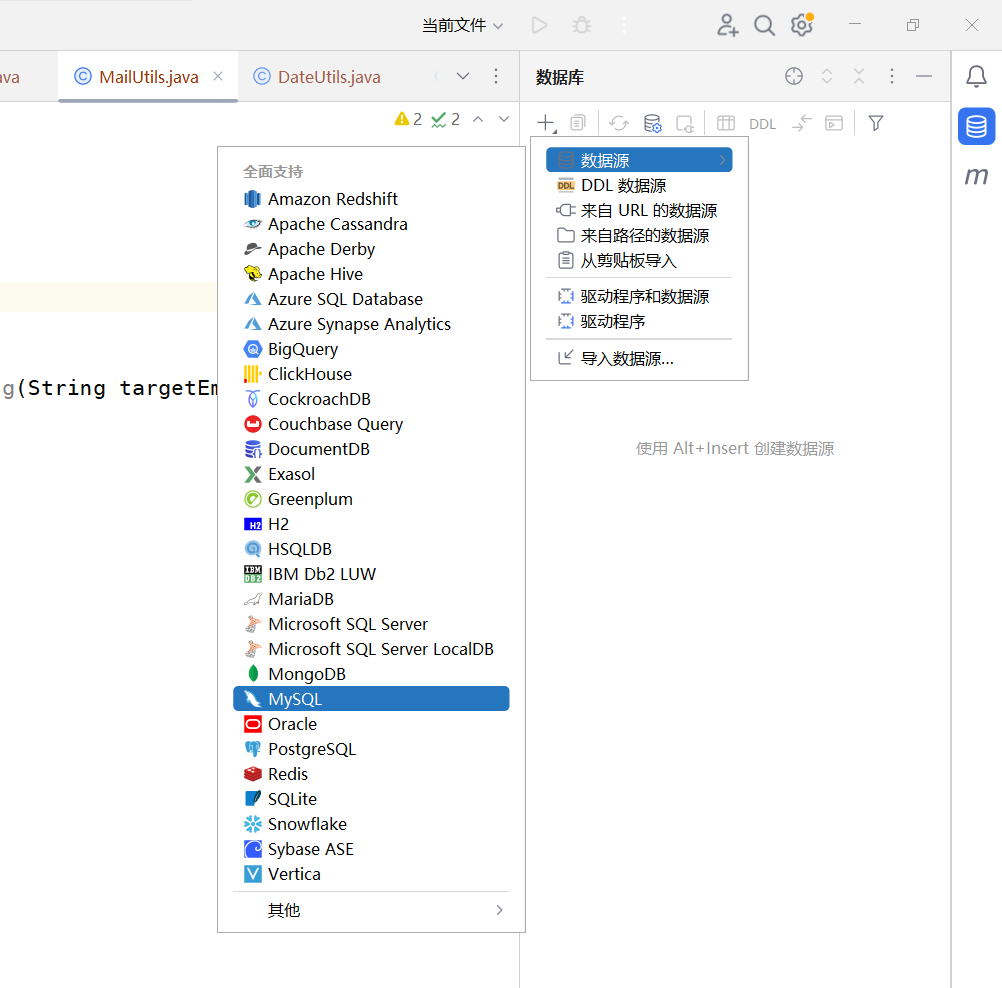 当前文件
ava
MailUtils.java
DateUtils.java
数据库
2
2
DDL
数据源
DDL 数据源
来自 URL 的数据源
来自路径的数据源
从剪贴板导入
驱动程序和数据源
驱动程序
导入数据源...
使用 Alt+Insert 创建数据源
g(String targetEm
全面支持
Amazon Redshift
Apache Cassandra
Apache Derby
Apache Hive
Azure SQL Database
Azure Synapse Analytics
BigQuery
ClickHouse
CockroachDB
Couchbase Query
DocumentDB
Exasol
Greenplum
H2
HSQLDB
IBM Db2 LUW
MariaDB
Microsoft SQL Server
Microsoft SQL Server LocalDB
MongoDB
MySQL
Oracle
PostgreSQL
Redis
SQLite
Snowflake
Sybase ASE
Vertica
其他
m